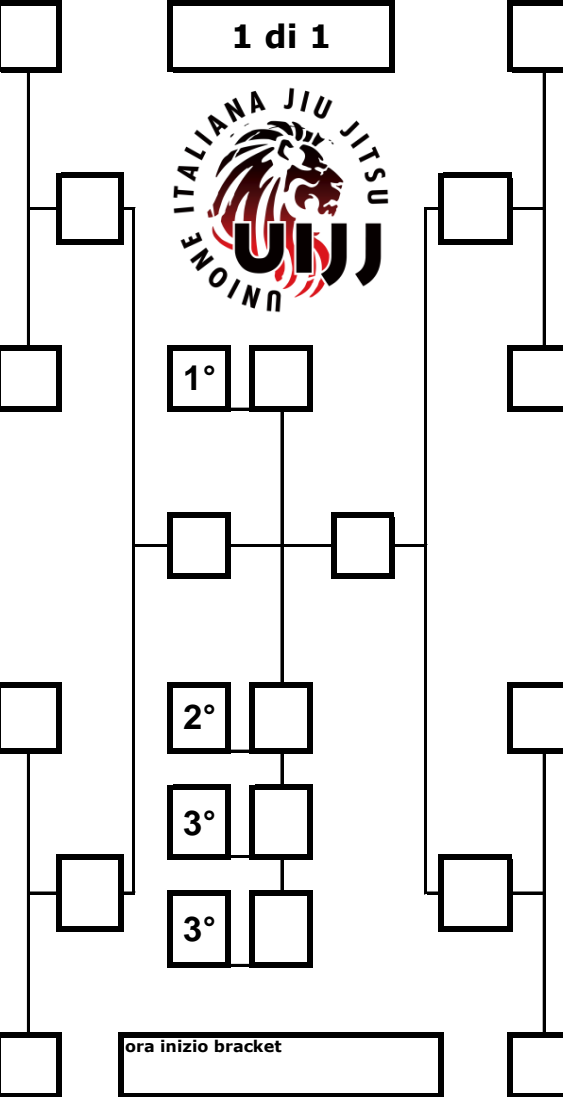 1 di 1
UNIONE ITALIANA JIU JITSU
UIJJ
1°
2°
3°
3°
ora inizio bracket